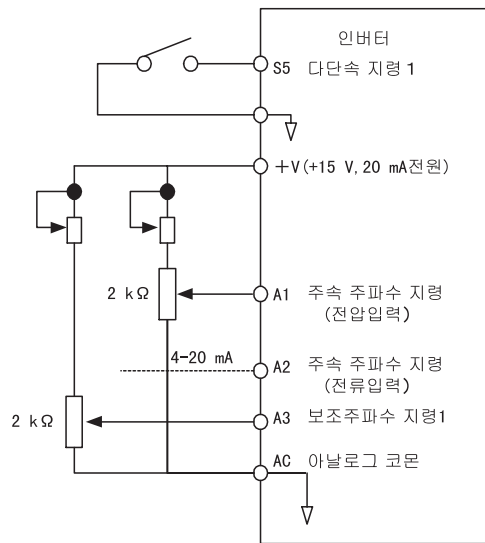 인버터
S5 다단속 지령 1
+V(+15 V, 20 mA전원)
2 kΩ
A1 주속 주파수 지령
(전압입력)
4-20 mA
A2 주속 주파수 지령
(전류입력)
2 kΩ
A3 보조주파수 지령1
AC 아날로그 코몬